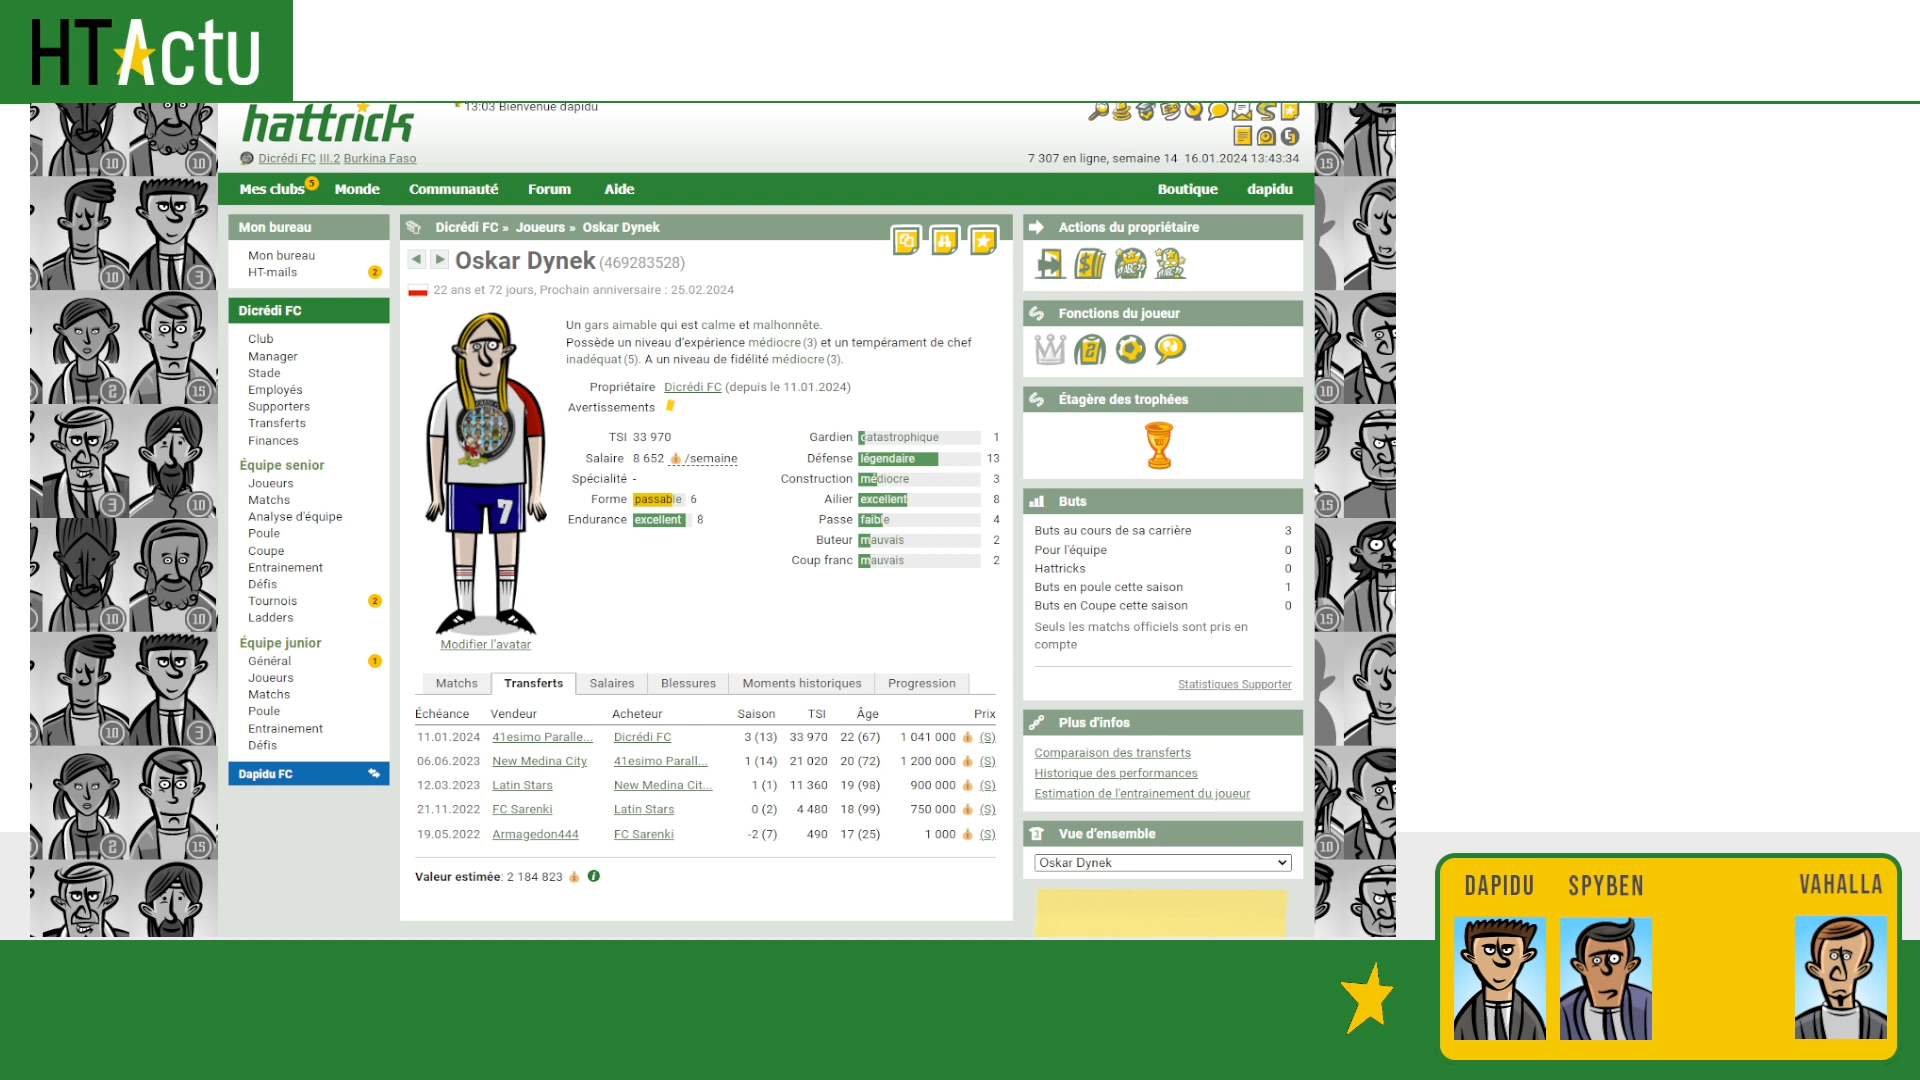 HTActu
hattrick
13:03 Bienvenue dapidu
Dicrédi FC III.2 Burkina Faso
7 307 en ligne, semaine 14 16.01.2024 13:43:34
Mes clubs 5 Monde Communauté Forum Aide Boutique dapidu
Mon bureau
Mon bureau
HT-mails 2
Dicrédi FC
Club
Manager
Stade
Employés
Supporters
Transferts
Finances
Équipe senior
Joueurs
Matchs
Analyse d'équipe
Poule
Coupe
Entrainement
Défis
Tournois 2
Ladders
Équipe junior
Général 1
Joueurs
Matchs
Poule
Entrainement
Défis
Dapidu FC
Dicrédi FC » Joueurs » Oskar Dynek
Oskar Dynek (469283528)
22 ans et 72 jours, Prochain anniversaire : 25.02.2024
Un gars aimable qui est calme et malhonnête.
Possède un niveau d'expérience médiocre (3) et un tempérament de chef
inadéquat (5). A un niveau de fidélité médiocre (3).
Propriétaire Dicrédi FC (depuis le 11.01.2024)
Avertissements
TSI 33 970
Salaire 8 652 /semaine
Spécialité -
Forme passable 6
Endurance excellent 8
Gardien catastrophique 1
Défense légendaire 13
Construction médiocre 3
Ailier excellent 8
Passe faible 4
Buteur mauvais 2
Coup franc mauvais 2
7
Modifier l'avatar
Matchs Transferts Salaires Blessures Moments historiques Progression
Échéance Vendeur Acheteur Saison TSI Âge Prix
11.01.2024 41esimo Paralle... Dicrédi FC 3 (13) 33 970 22 (67) 1 041 000 (S)
06.06.2023 New Medina City 41esimo Parall... 1 (14) 21 020 20 (72) 1 200 000 (S)
12.03.2023 Latin Stars New Medina Cit... 1 (1) 11 360 19 (98) 900 000 (S)
21.11.2022 FC Sarenki Latin Stars 0 (2) 4 480 18 (99) 750 000 (S)
19.05.2022 Armagedon444 FC Sarenki -2 (7) 490 17 (25) 1 000 (S)
Valeur estimée: 2 184 823
Actions du propriétaire
Fonctions du joueur
Étagère des trophées
Buts
Buts au cours de sa carrière 3
Pour l'équipe 0
Hattricks 0
Buts en poule cette saison 1
Buts en Coupe cette saison 0
Seuls les matchs officiels sont pris en
compte
Statistiques Supporter
Plus d'infos
Comparaison des transferts
Historique des performances
Estimation de l'entrainement du joueur
Vue d'ensemble
Oskar Dynek
DAPIDU SPYBEN VAHALLA